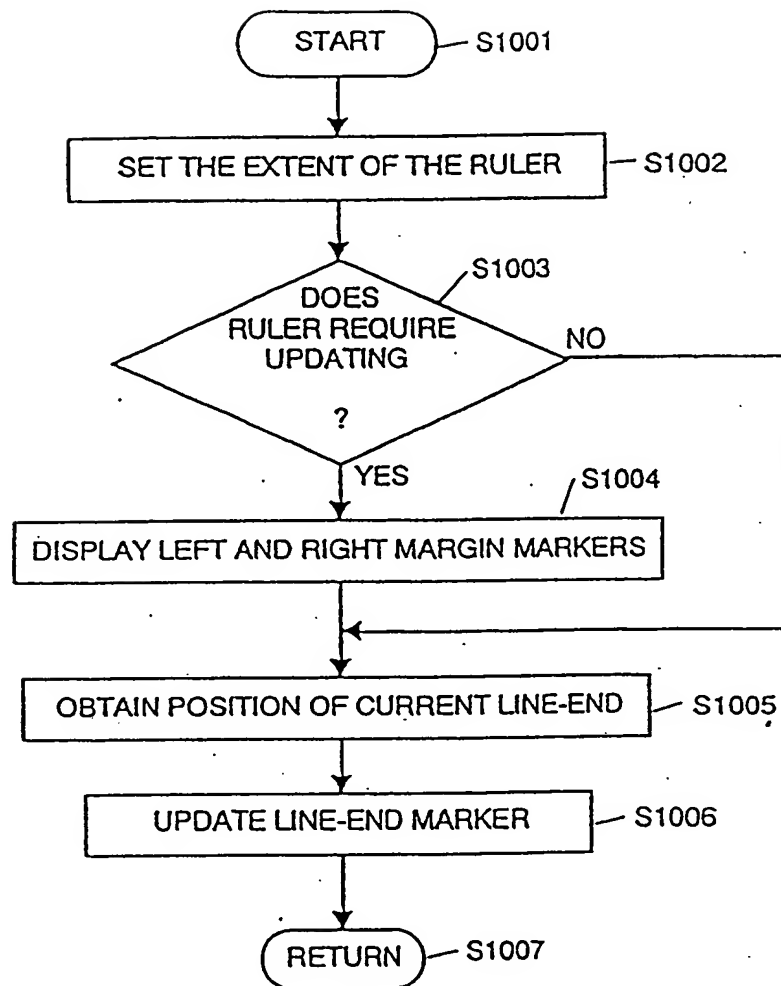 START
S1001
SET THE EXTENT OF THE RULER
S1002
S1003
DOES
RULER REQUIRE
UPDATING
?
NO
YES
S1004
DISPLAY LEFT AND RIGHT MARGIN MARKERS
OBTAIN POSITION OF CURRENT LINE-END
S1005
UPDATE LINE-END MARKER
S1006
RETURN
S1007